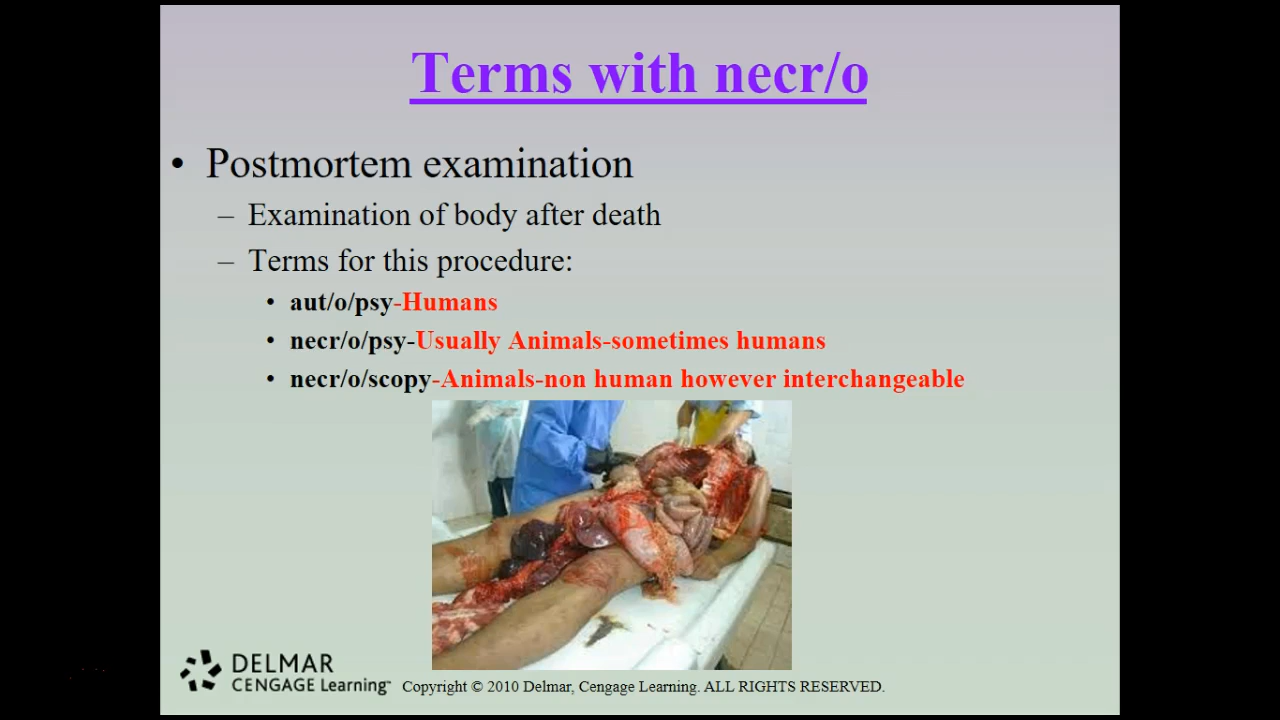 Terms with necr/o
• Postmortem examination
– Examination of body after death
– Terms for this procedure:
• aut/o/psy-Humans
• necr/o/psy-Usually Animals-sometimes humans
• necr/o/scopy-Animals-non human however interchangeable
DELMAR
CENGAGE Learning™
Copyright © 2010 Delmar, Cengage Learning. ALL RIGHTS RESERVED.